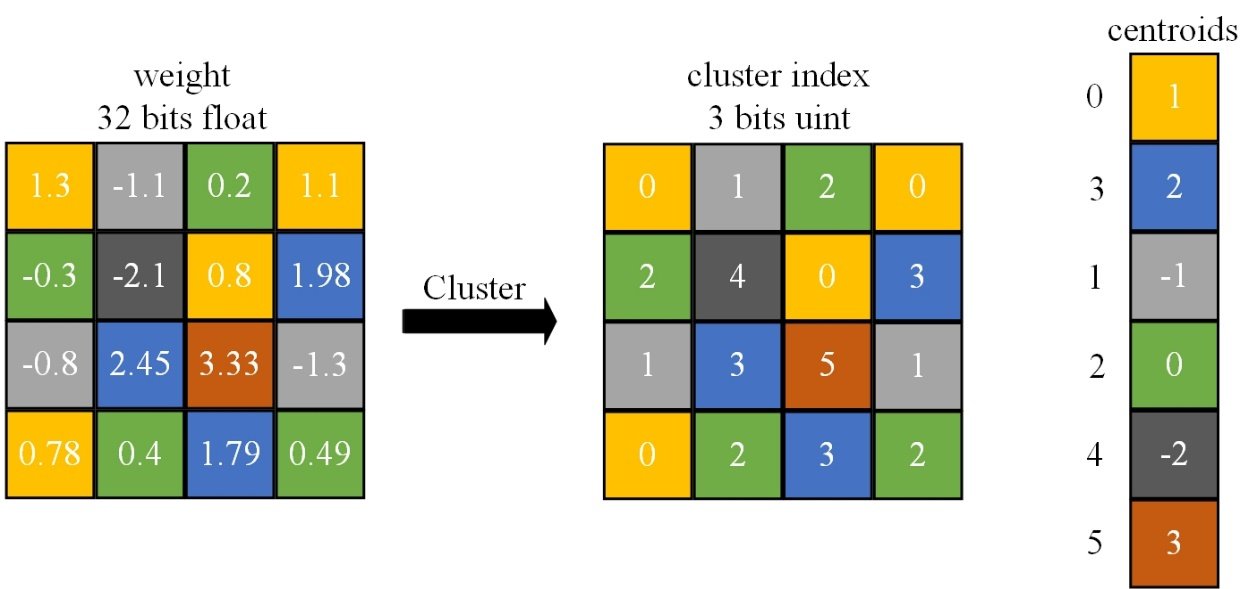 weight
32 bits float
1.3 -1.1 0.2 1.1
-0.3 -2.1 0.8 1.98
-0.8 2.45 3.33 -1.3
0.78 0.4 1.79 0.49
Cluster
cluster index
3 bits uint
0 1 2 0
2 4 0 3
1 3 5 1
0 2 3 2
centroids
0 1
3 2
1 -1
2 0
4 -2
5 3